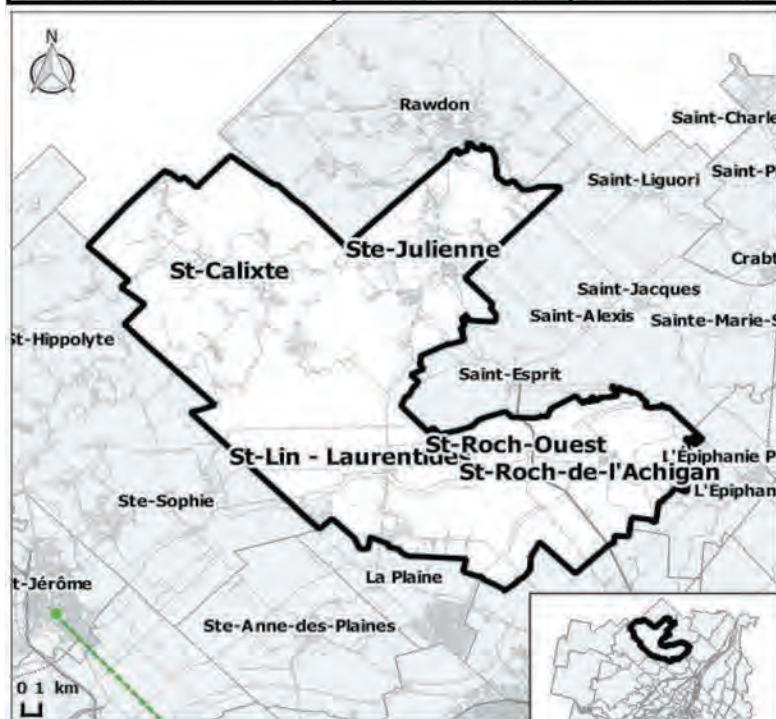 N
Rawdon
Saint-Charle
Saint-Liguori
Saint-P
Ste-Julienne
St-Calixte
Crabt
Saint-Jacques
Saint-Alexis
Sainte-Marie-S
St-Hippolyte
Saint-Esprit
St-Roch-Ouest
St-Lin - Laurentides
L'Épiphanie P
St-Roch-de-l'Achigan
L'Épiphan
Ste-Sophie
La Plaine
t-Jérôme
Ste-Anne-des-Plaines
0 1 km